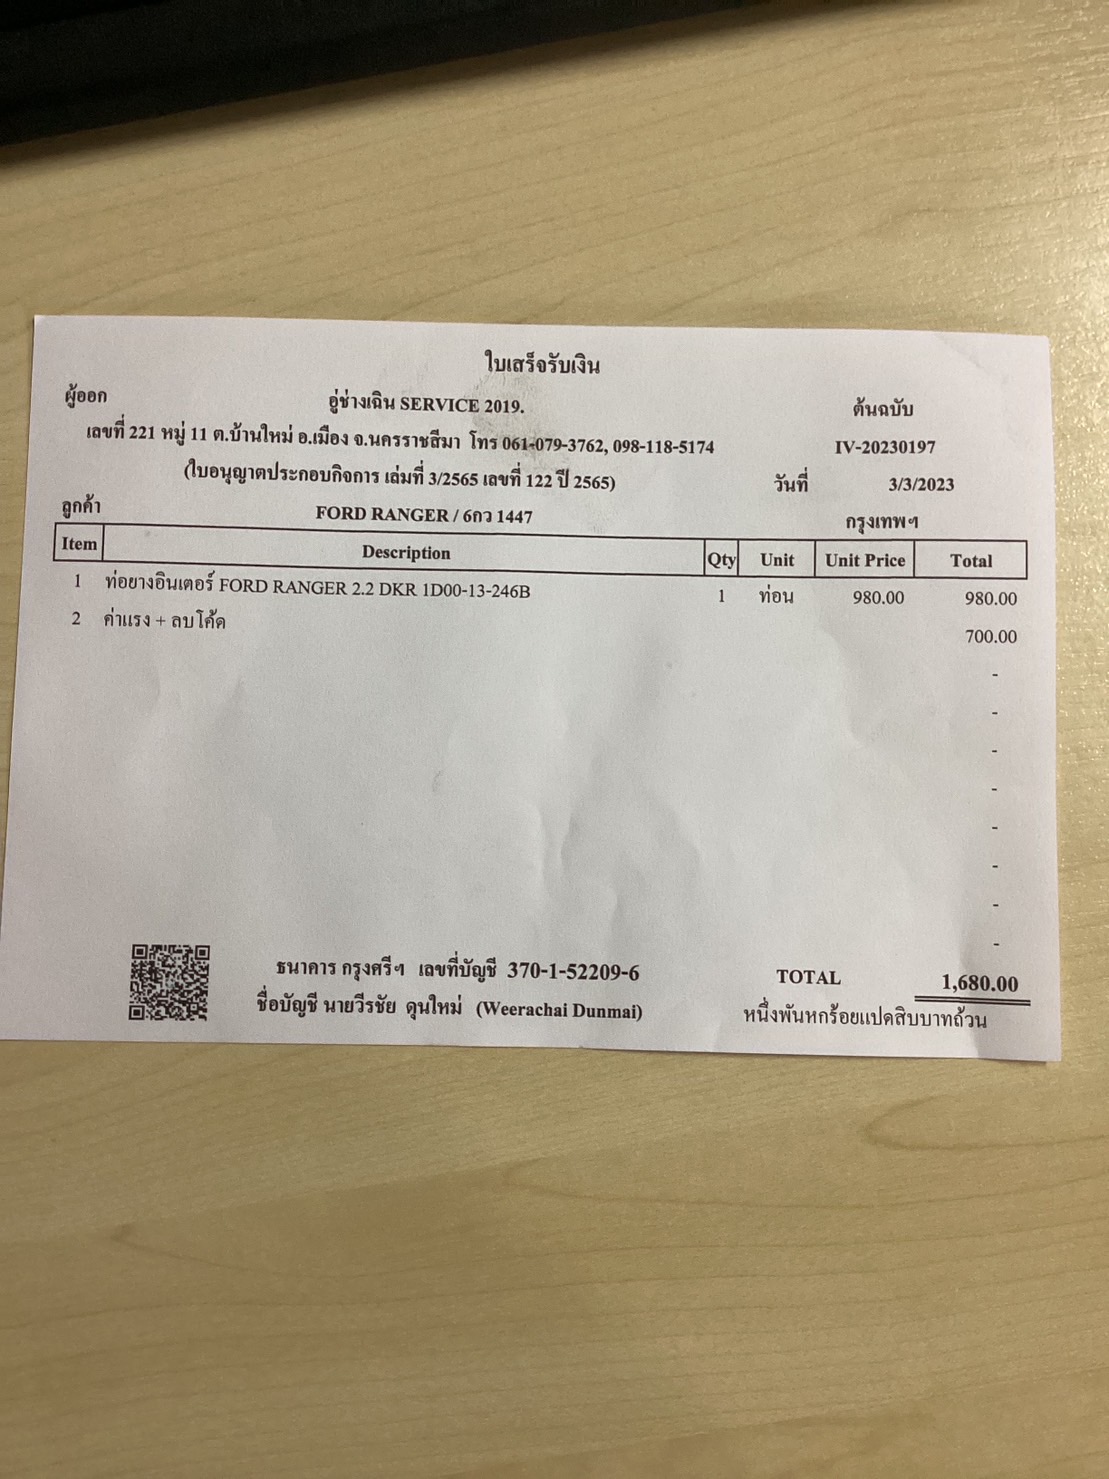 ใบเสร็จรับเงิน
ผู้ออก อู่ช่างเฉิน SERVICE 2019. ต้นฉบับ
เลขที่ 221 หมู่ 11 ต.บ้านใหม่ อ.เมือง จ.นครราชสีมา โทร 061-079-3762, 098-118-5174 IV-20230197
(ใบอนุญาตประกอบกิจการ เล่มที่ 3/2565 เลขที่ 122 ปี 2565) วันที่ 3/3/2023
ลูกค้า FORD RANGER / 6กว 1447 กรุงเทพฯ
Item Description Qty Unit Unit Price Total
1 ท่อยางอินเตอร์ FORD RANGER 2.2 DKR 1D00-13-246B 1 ท่อน 980.00 980.00
2 ค่าแรง + ลบโค้ด 700.00
-
-
-
-
-
-
-
-
ธนาคาร กรุงศรีฯ เลขที่บัญชี 370-1-52209-6 TOTAL 1,680.00
ชื่อบัญชี นายวีรชัย ดุนใหม่ (Weerachai Dunmai) หนึ่งพันหกร้อยแปดสิบบาทถ้วน